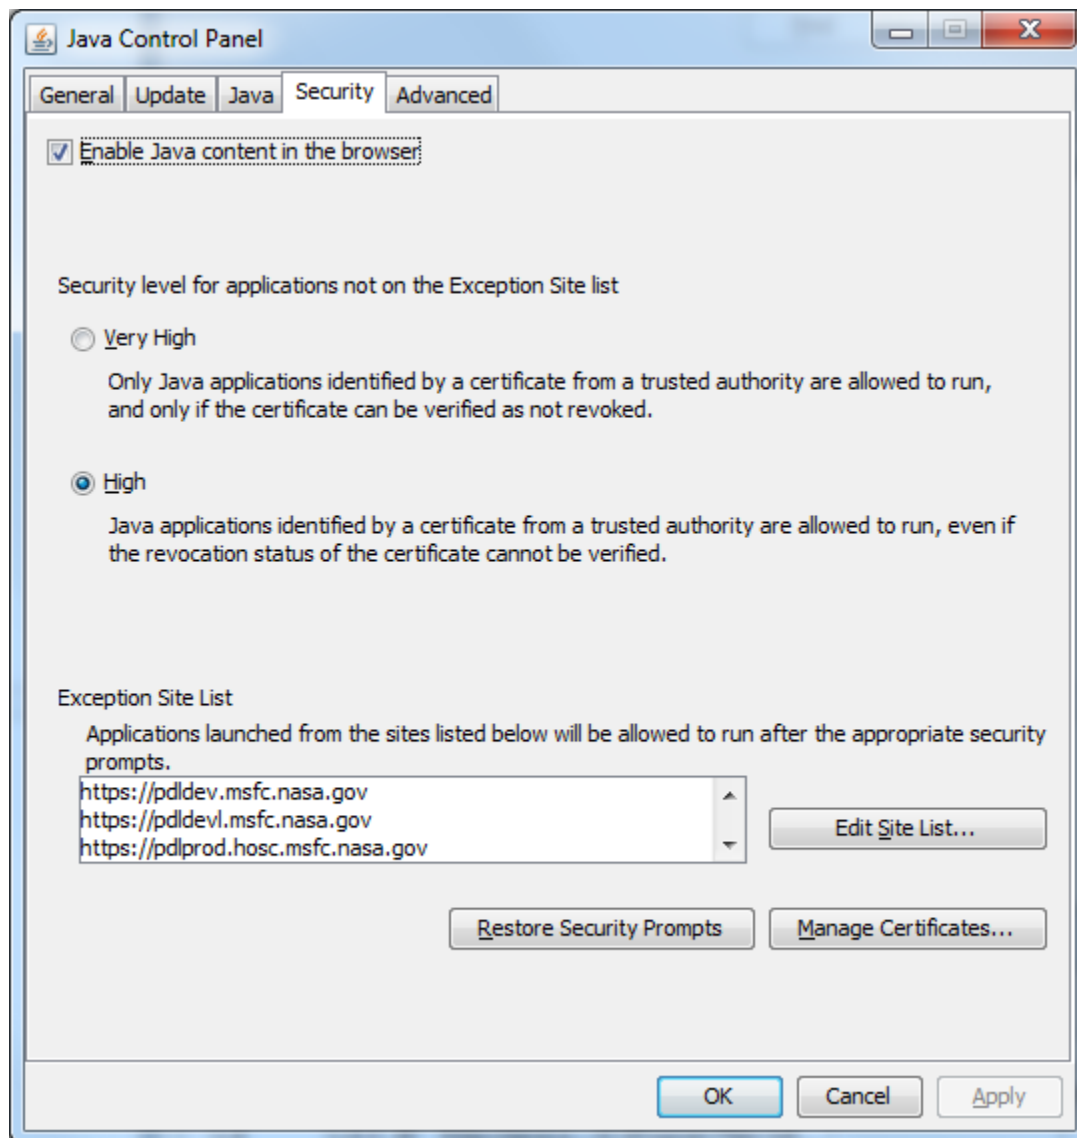 Java Control Panel
General Update Java Security Advanced
Enable Java content in the browser
Security level for applications not on the Exception Site list
Very High
Only Java applications identified by a certificate from a trusted authority are allowed to run,
and only if the certificate can be verified as not revoked.
High
Java applications identified by a certificate from a trusted authority are allowed to run, even if
the revocation status of the certificate cannot be verified.
Exception Site List
Applications launched from the sites listed below will be allowed to run after the appropriate security
prompts.
https://pdldev.msfc.nasa.gov
https://pdldevl.msfc.nasa.gov
https://pdlprod.hosc.msfc.nasa.gov
Edit Site List...
Restore Security Prompts Manage Certificates...
OK Cancel Apply